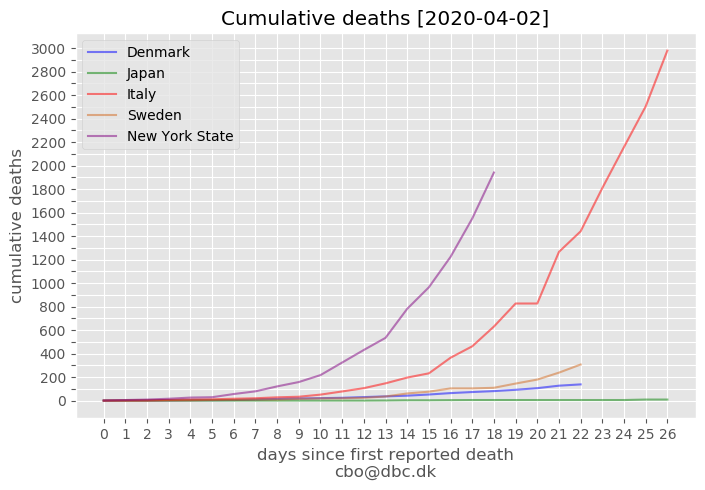 Cumulative deaths [2020-04-02]
Denmark
Japan
Italy
Sweden
New York State
cumulative deaths
3000
2800
2600
2400
2200
2000
1800
1600
1400
1200
1000
800
600
400
200
0
0 1 2 3 4 5 6 7 8 9 10 11 12 13 14 15 16 17 18 19 20 21 22 23 24 25 26
days since first reported death
cbo@dbc.dk